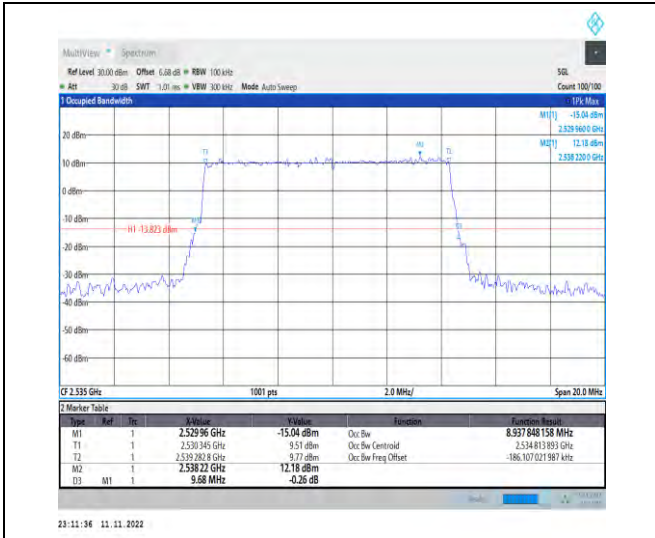 MultiView Spectrum
Ref Level 30.00 dBm Offset 6.68 dB RBW 100 kHz SGL
Att 30 dB SWT 1.01 ms VBW 300 kHz Mode Auto Sweep Count 100/100
1 Occupied Bandwidth 1Pk Max
M1[1] -15.04 dBm
2.529 960 0 GHz
20 dBm M2[1] 12.18 dBm
2.538 220 0 GHz
M2
10 dBm
0 dBm
-10 dBm
H1 -13.823 dBm
-20 dBm
-30 dBm
-40 dBm
-50 dBm
-60 dBm
CF 2.535 GHz 1001 pts 2.0 MHz/ Span 20.0 MHz
2 Marker Table
Type Ref Trc X-Value Y-Value Function Function Result
M1 1 2.529 96 GHz -15.04 dBm Occ Bw 8.937 848 158 MHz
T1 1 2.530 345 GHz 9.51 dBm Occ Bw Centroid 2.534 813 893 GHz
T2 1 2.539 282 8 GHz 9.77 dBm Occ Bw Freq Offset -186.107 021 987 kHz
M2 1 2.538 22 GHz 12.18 dBm
D3 M1 1 9.68 MHz -0.26 dB
23:11:36 11.11.2022